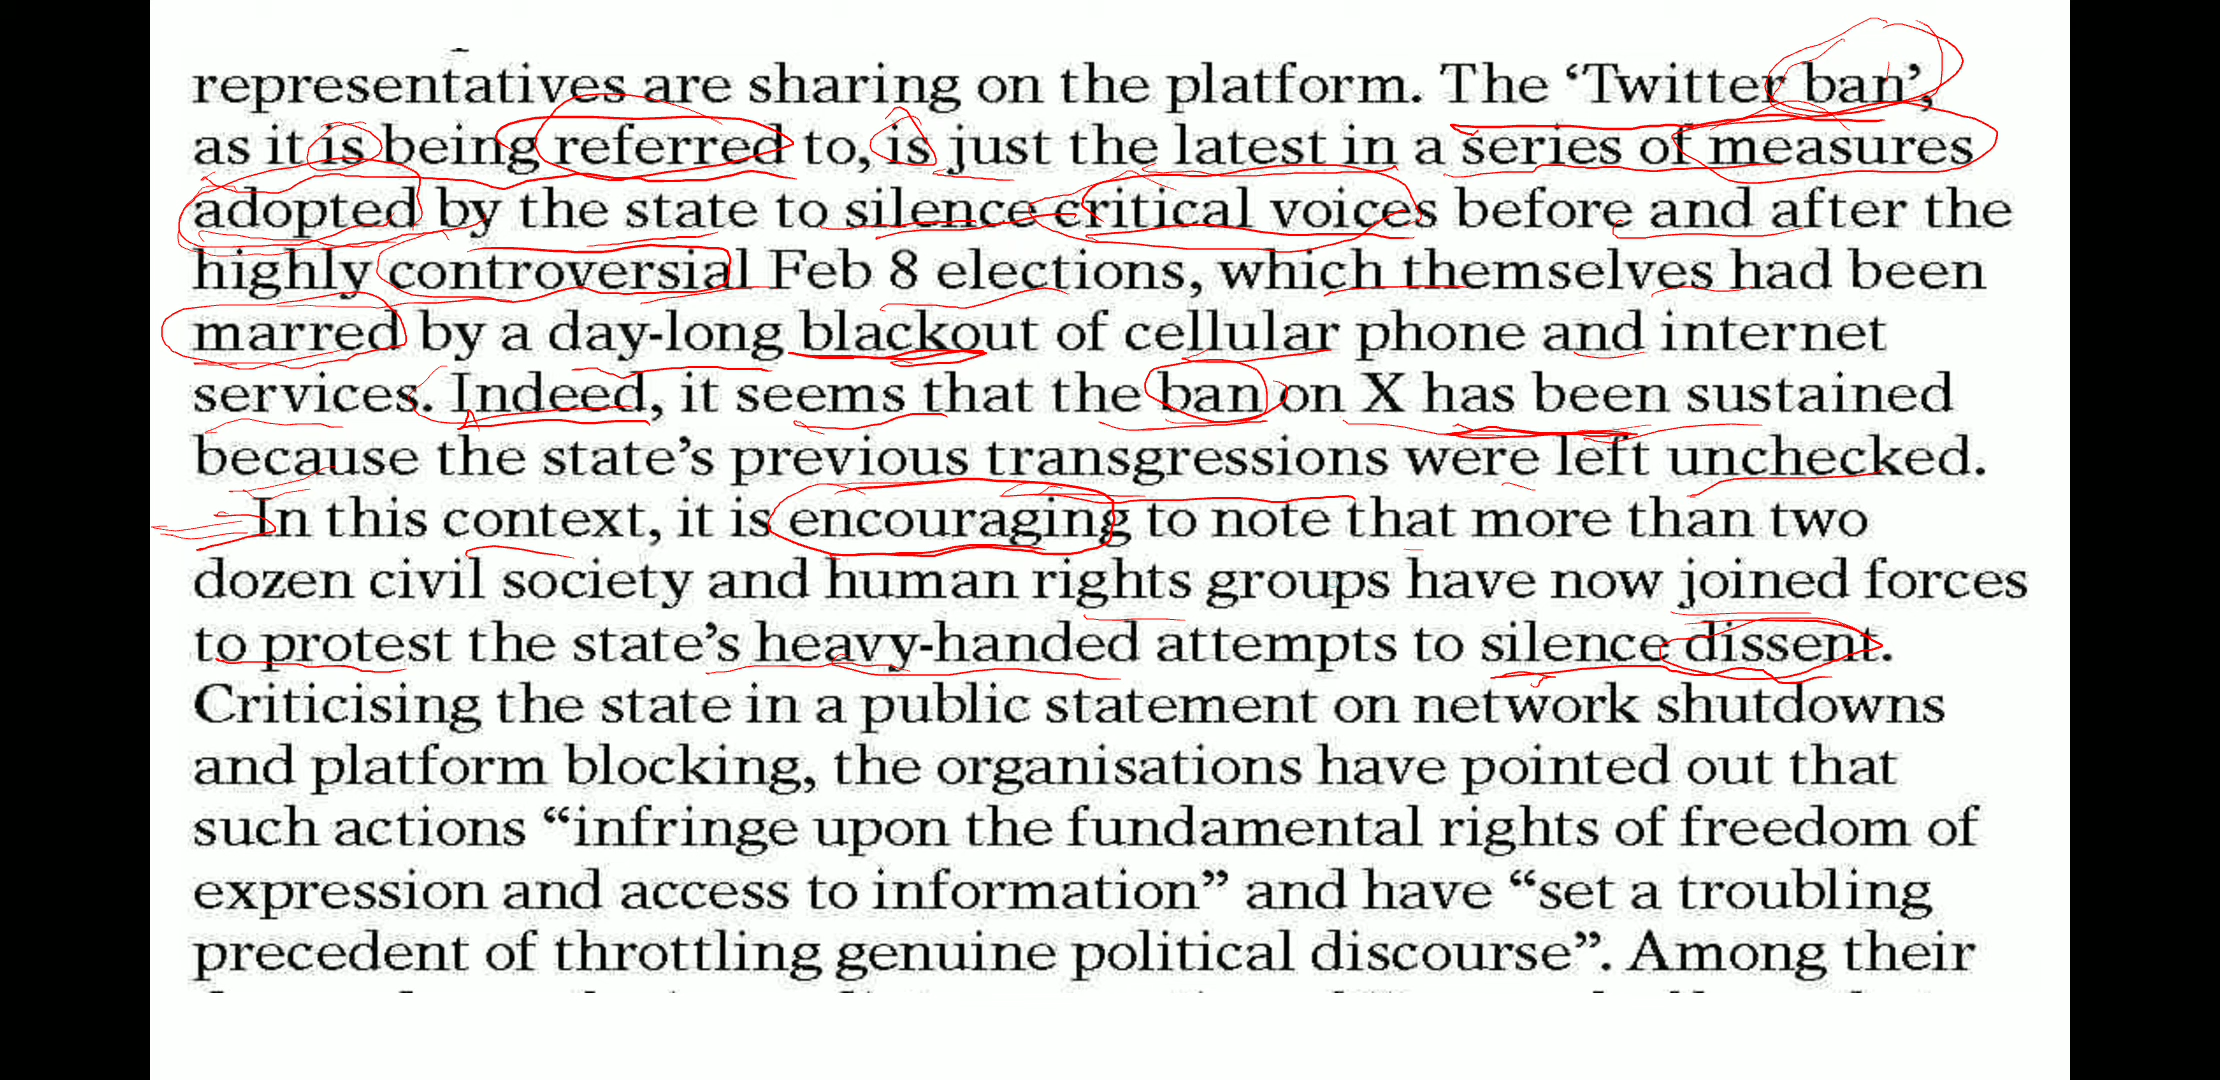 representatives are sharing on the platform. The ‘Twitter ban’,
as it is being referred to, is just the latest in a series of measures
adopted by the state to silence critical voices before and after the
highly controversial Feb 8 elections, which themselves had been
marred by a day-long blackout of cellular phone and internet
services. Indeed, it seems that the ban on X has been sustained
because the state’s previous transgressions were left unchecked.
In this context, it is encouraging to note that more than two
dozen civil society and human rights groups have now joined forces
to protest the state’s heavy-handed attempts to silence dissent.
Criticising the state in a public statement on network shutdowns
and platform blocking, the organisations have pointed out that
such actions “infringe upon the fundamental rights of freedom of
expression and access to information” and have “set a troubling
precedent of throttling genuine political discourse”. Among their